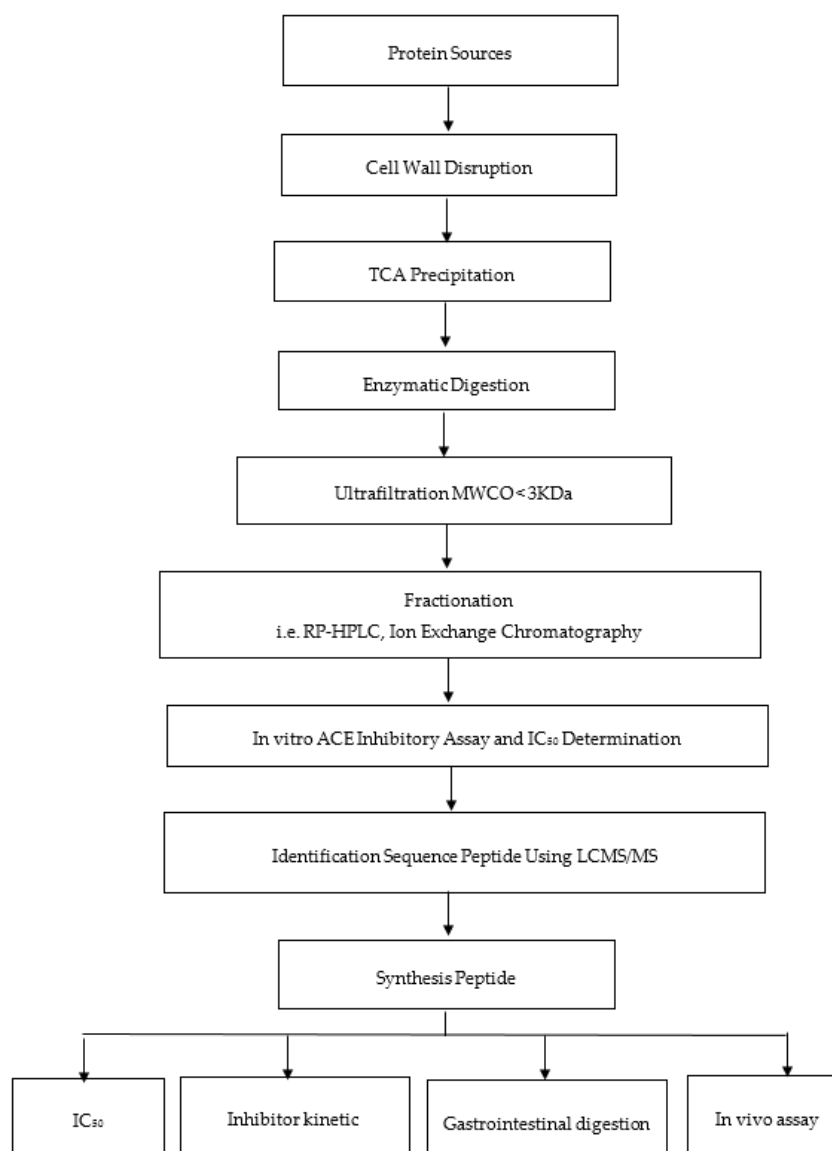 Protein Sources
Cell Wall Disruption
TCA Precipitation
Enzymatic Digestion
Ultrafiltration MWCO<3KDa
Fractionation
i.e. RP-HPLC, Ion Exchange Chromatography
In vitro ACE Inhibitory Assay and IC₅₀ Determination
Identification Sequence Peptide Using LCMS/MS
Synthesis Peptide
IC₅₀
Inhibitor kinetic
Gastrointestinal digestion
In vivo assay